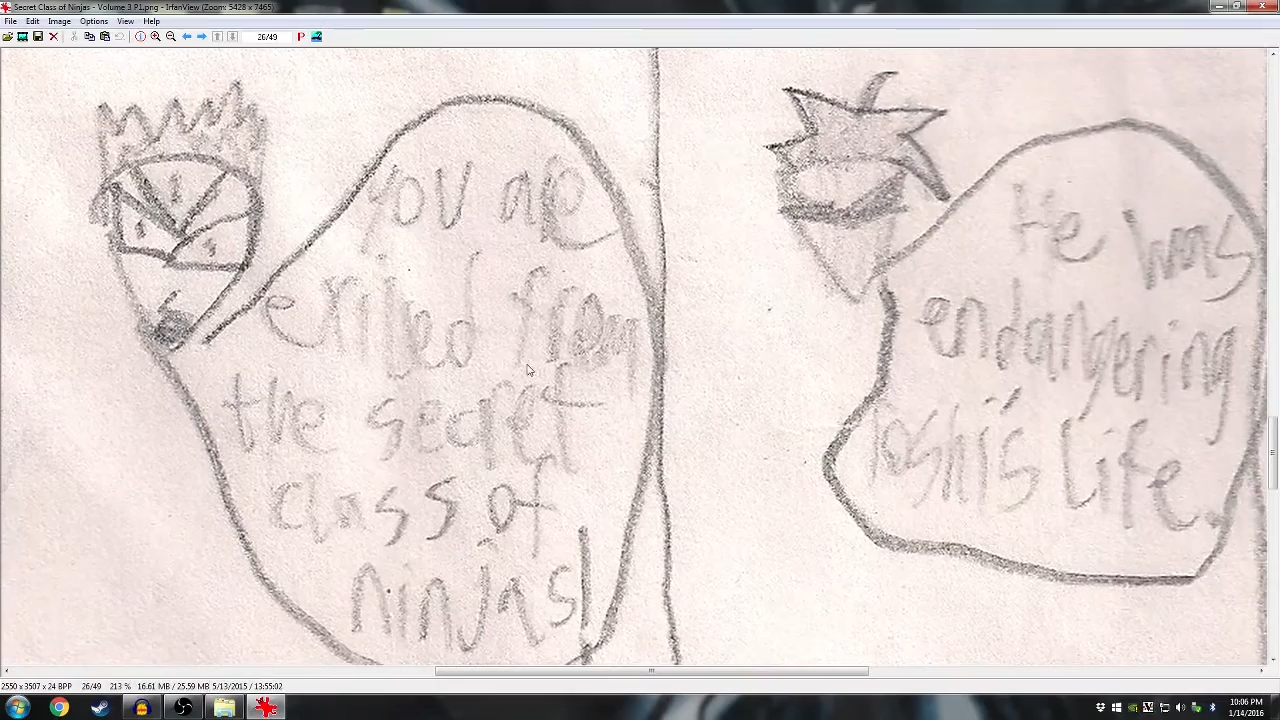 Secret Class of Ninjas - Volume 3 P1.png - IrfanView (Zoom: 5428 x 7465)
File Edit Image Options View Help
26/49
You are
exiled from
the secret
class of
ninjas!
He was
endangering
Toshi's Life.
2550 x 3507 x 24 BPP 26/49 213 % 16.61 MB / 25.59 MB 5/13/2015 / 13:55:02
10:06 PM
1/14/2016